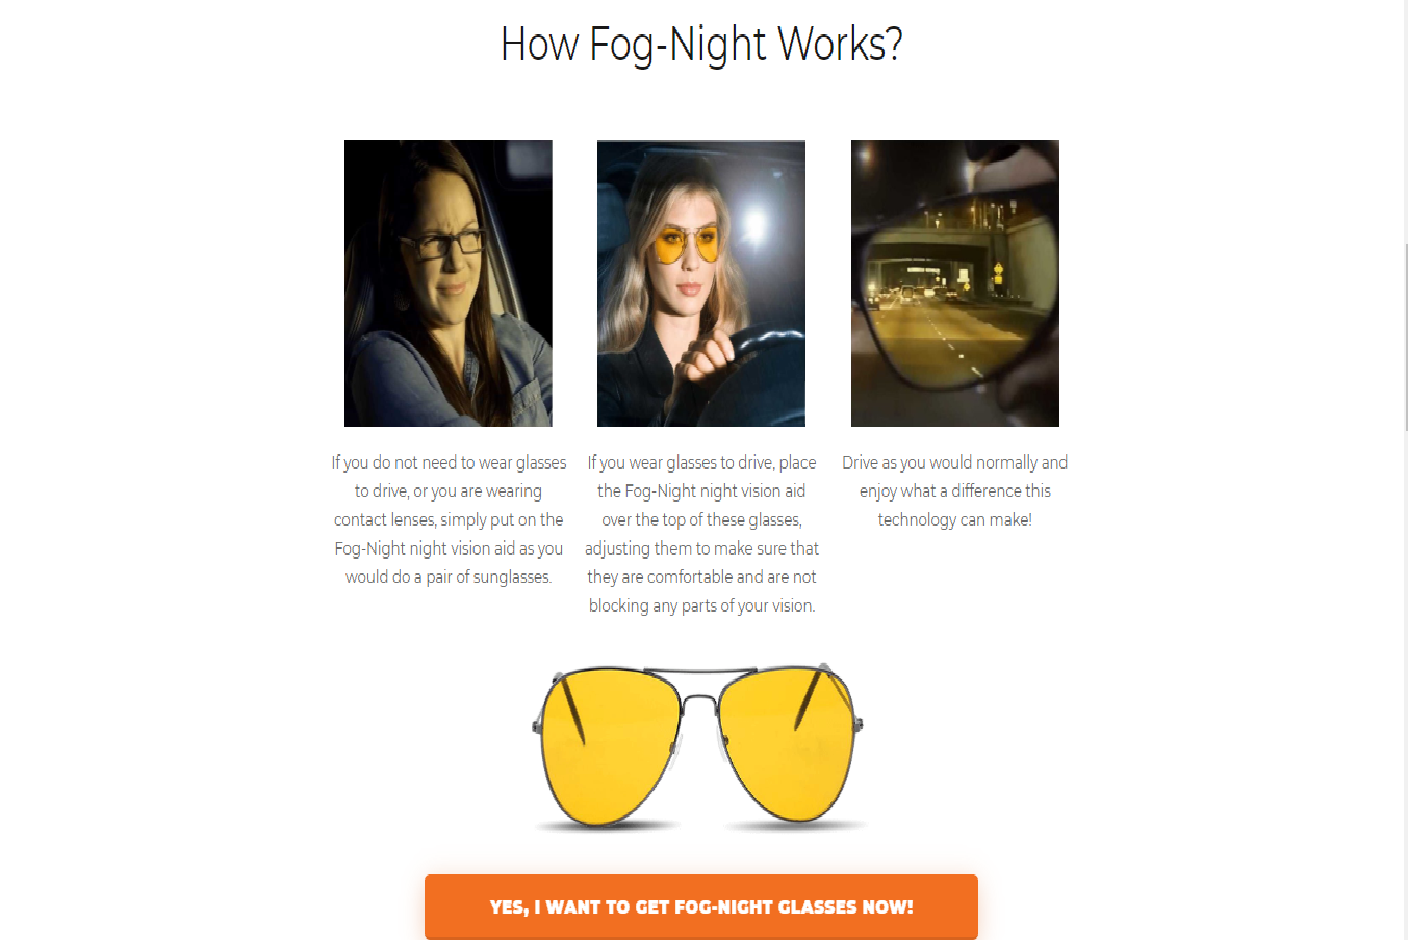 How Fog-Night Works?
If you do not need to wear glasses
to drive, or you are wearing
contact lenses, simply put on the
Fog-Night night vision aid as you
would do a pair of sunglasses.
If you wear glasses to drive, place
the Fog-Night night vision aid
over the top of these glasses,
adjusting them to make sure that
they are comfortable and are not
blocking any parts of your vision.
Drive as you would normally and
enjoy what a difference this
technology can make!
YES, I WANT TO GET FOG-NIGHT GLASSES NOW!